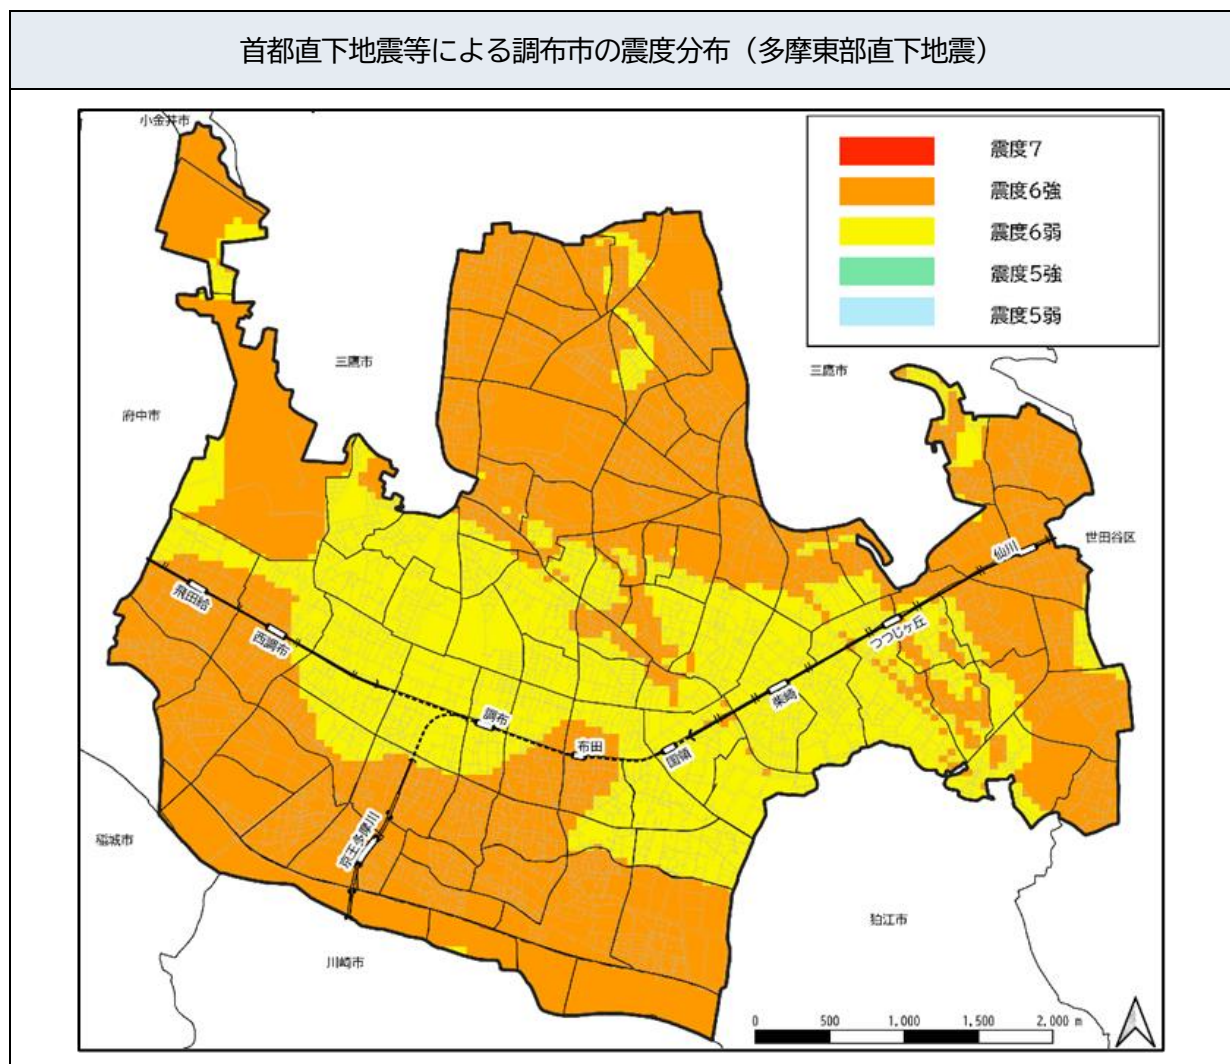 首都直下地震等による調布市の震度分布（多摩東部直下地震）
小金井市
震度7
震度6強
震度6弱
震度5強
震度5弱
三鷹市
三鷹市
府中市
世田谷区
仙川
飛田給
つつじヶ丘
西調布
柴崎
調布
布田
国領
京王多摩川
稲城市
狛江市
川崎市
0 500 1,000 1,500 2,000 m